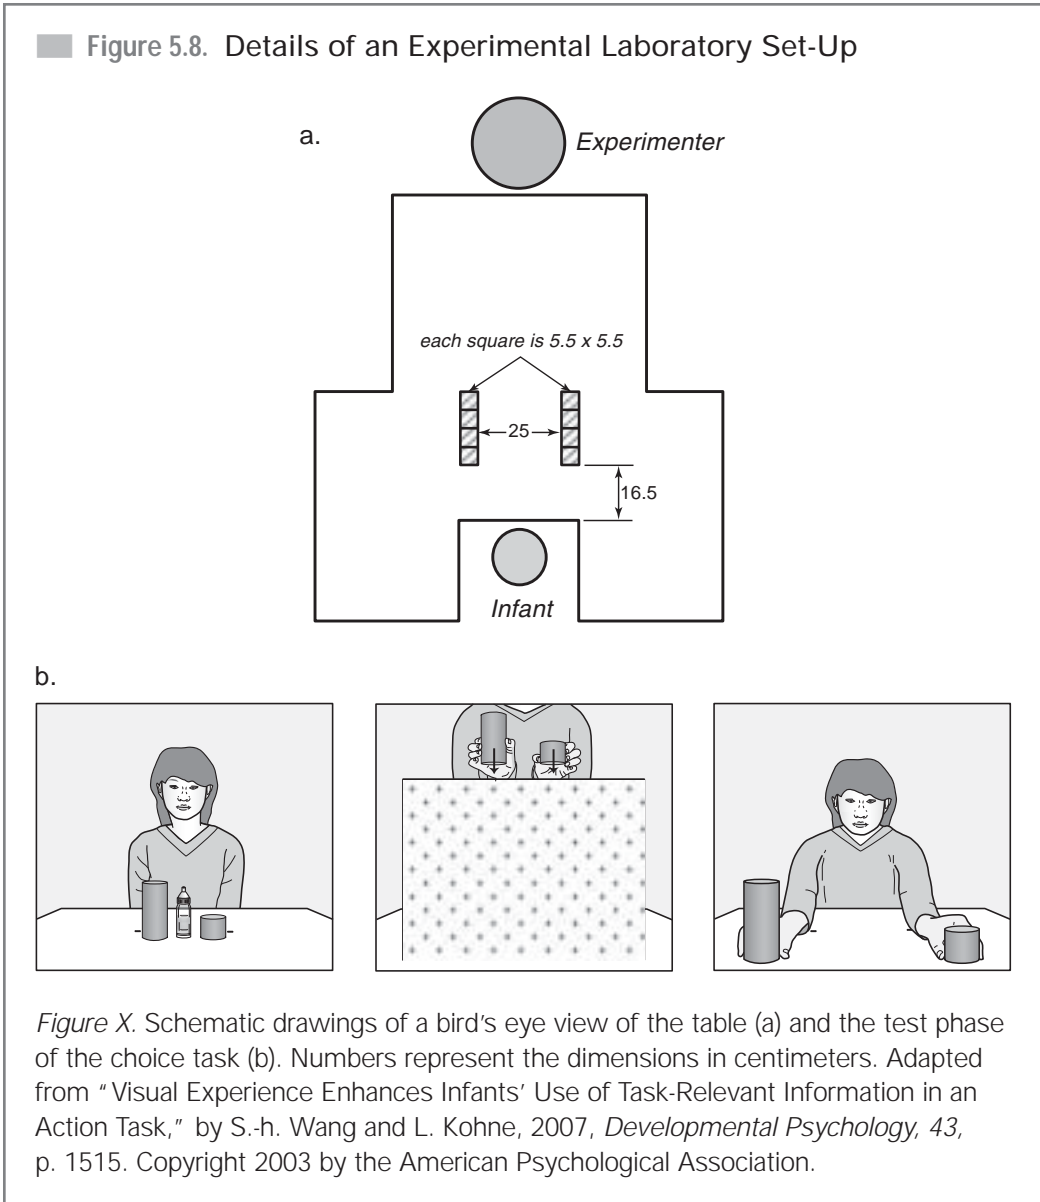 Figure 5.8. Details of an Experimental Laboratory Set-Up
a.
Experimenter
each square is 5.5 x 5.5
25
16.5
Infant
b.
Figure X. Schematic drawings of a bird's eye view of the table (a) and the test phase
of the choice task (b). Numbers represent the dimensions in centimeters. Adapted
from “Visual Experience Enhances Infants' Use of Task-Relevant Information in an
Action Task,” by S.-h. Wang and L. Kohne, 2007, Developmental Psychology, 43,
p. 1515. Copyright 2003 by the American Psychological Association.